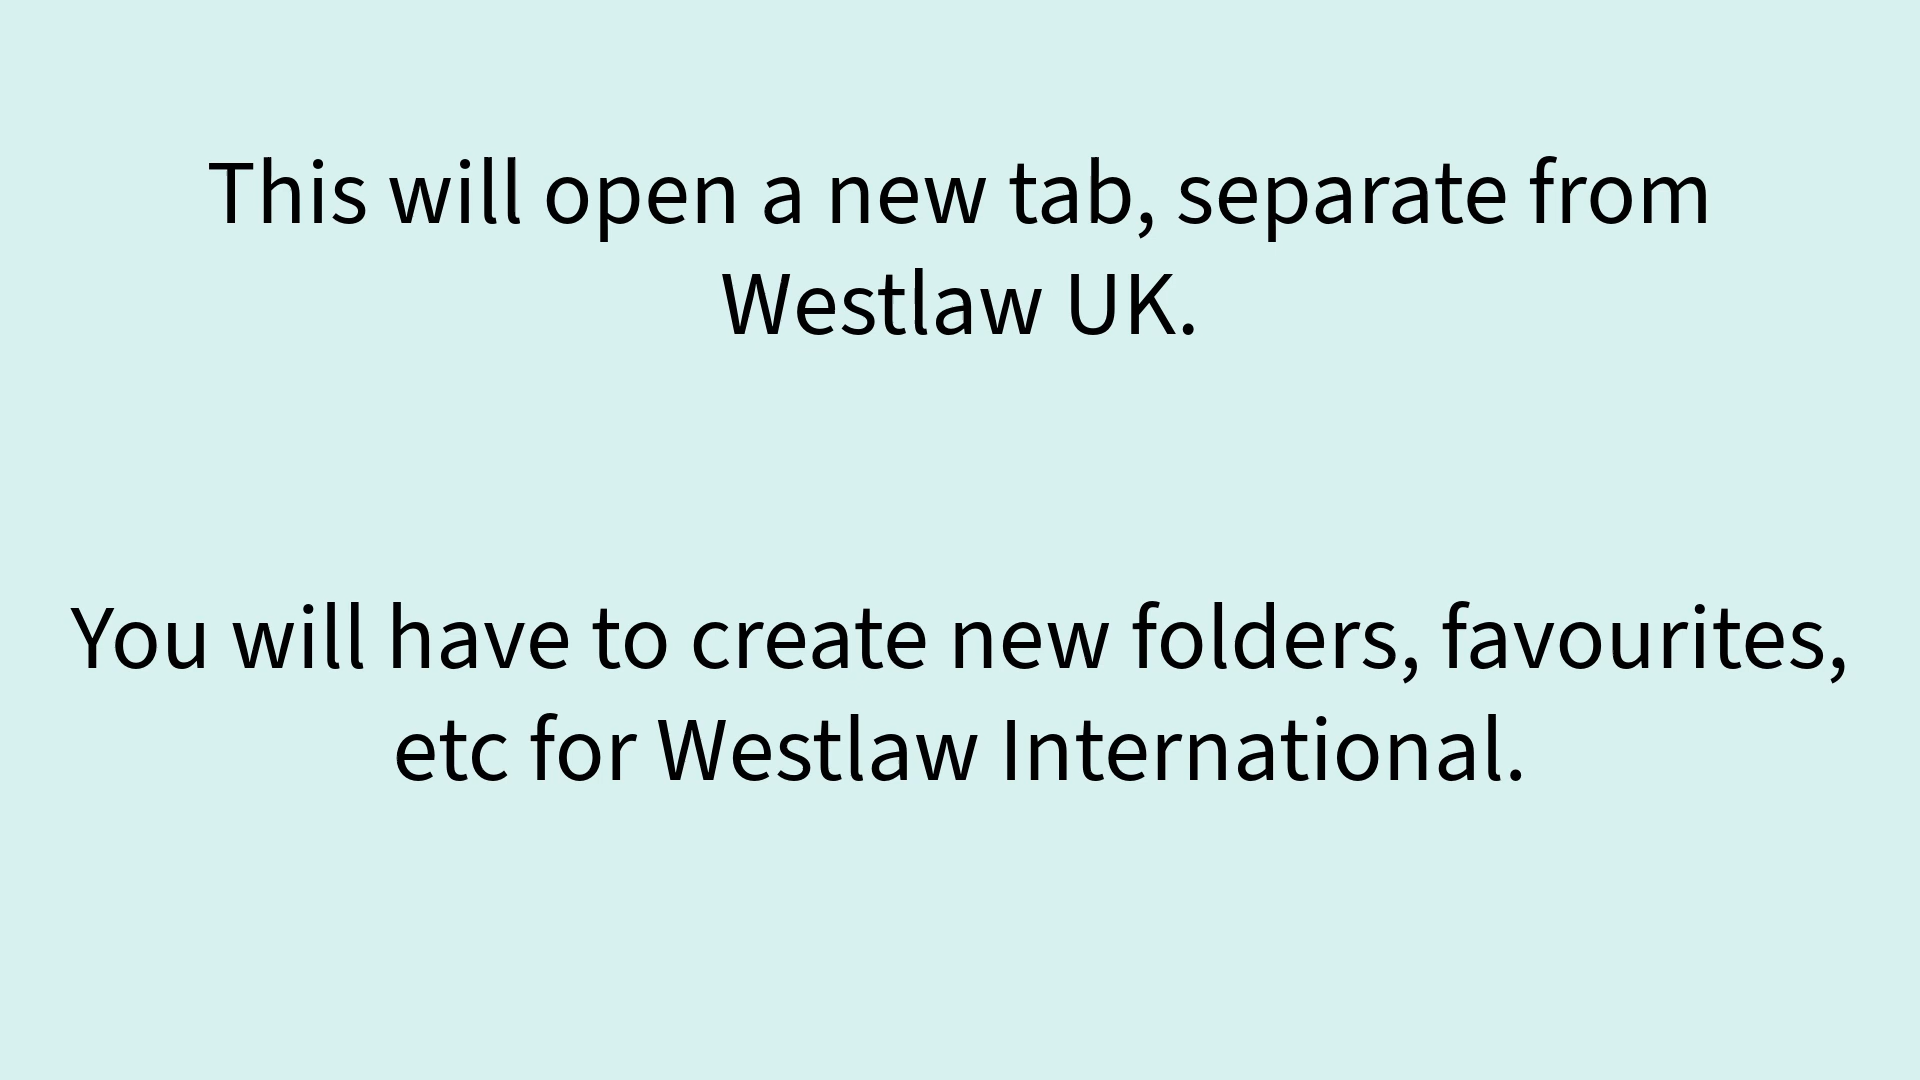 This will open a new tab, separate from
Westlaw UK.
You will have to create new folders, favourites,
etc for Westlaw International.